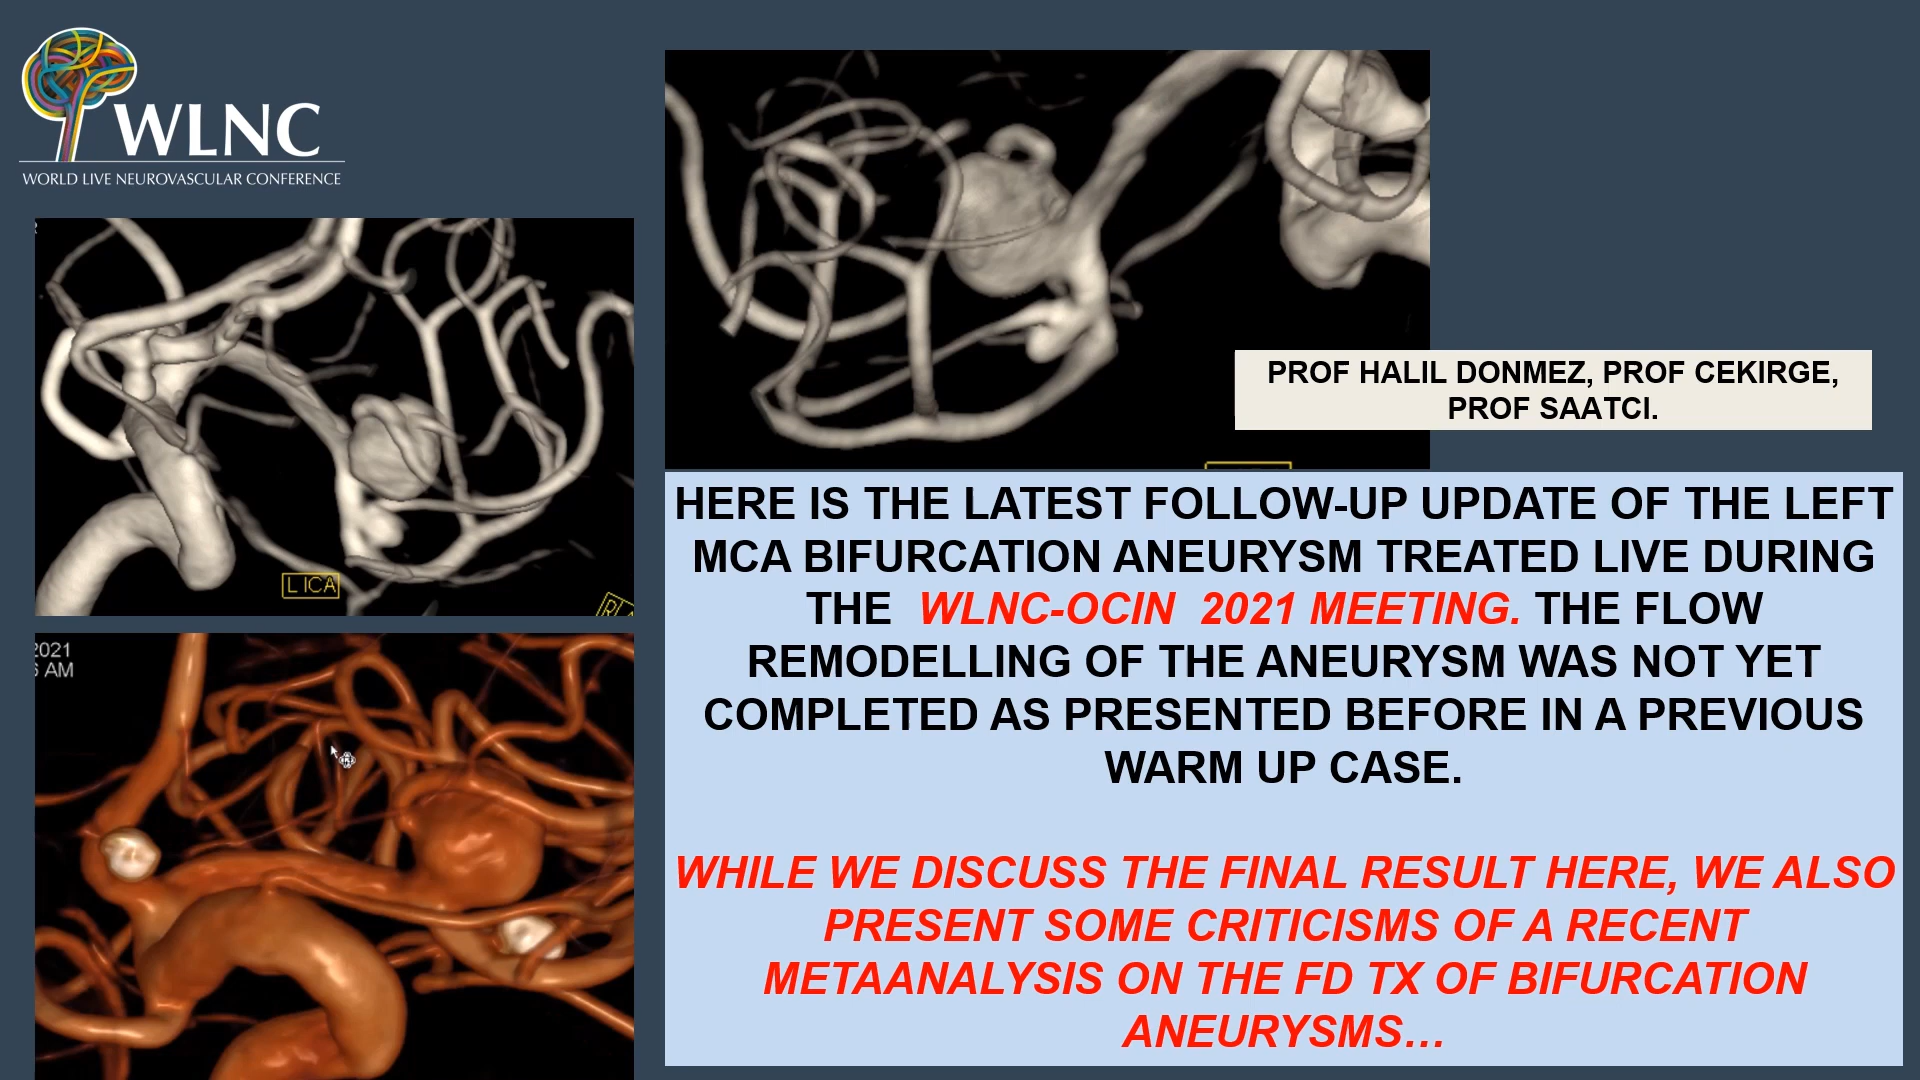 WLNC
WORLD LIVE NEUROVASCULAR CONFERENCE
L ICA
2021
AM
PROF HALIL DONMEZ, PROF CEKIRGE,
PROF SAATCI.
HERE IS THE LATEST FOLLOW-UP UPDATE OF THE LEFT
MCA BIFURCATION ANEURYSM TREATED LIVE DURING
THE WLNC-OCIN 2021 MEETING. THE FLOW
REMODELLING OF THE ANEURYSM WAS NOT YET
COMPLETED AS PRESENTED BEFORE IN A PREVIOUS
WARM UP CASE.
WHILE WE DISCUSS THE FINAL RESULT HERE, WE ALSO
PRESENT SOME CRITICISMS OF A RECENT
METAANALYSIS ON THE FD TX OF BIFURCATION
ANEURYSMS...